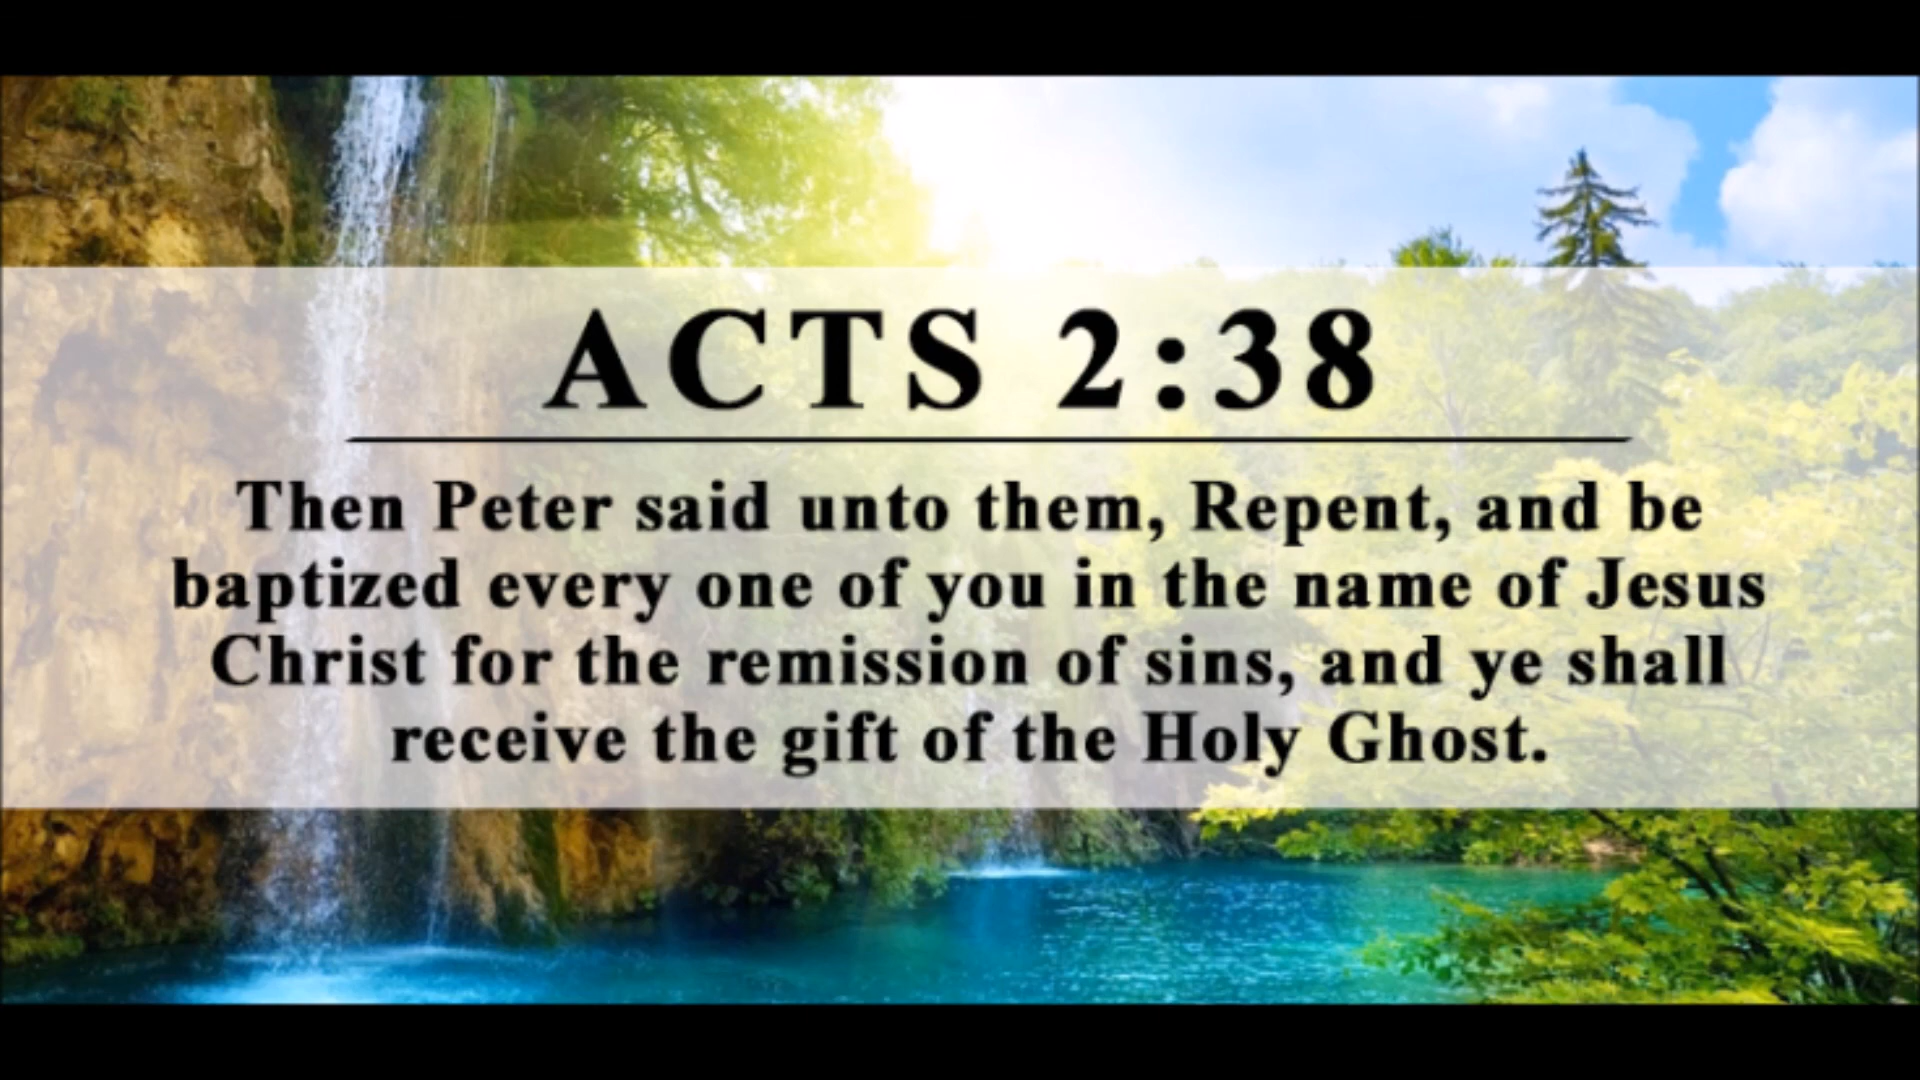 ACTS 2:38
Then Peter said unto them, Repent, and be
baptized every one of you in the name of Jesus
Christ for the remission of sins, and ye shall
receive the gift of the Holy Ghost.